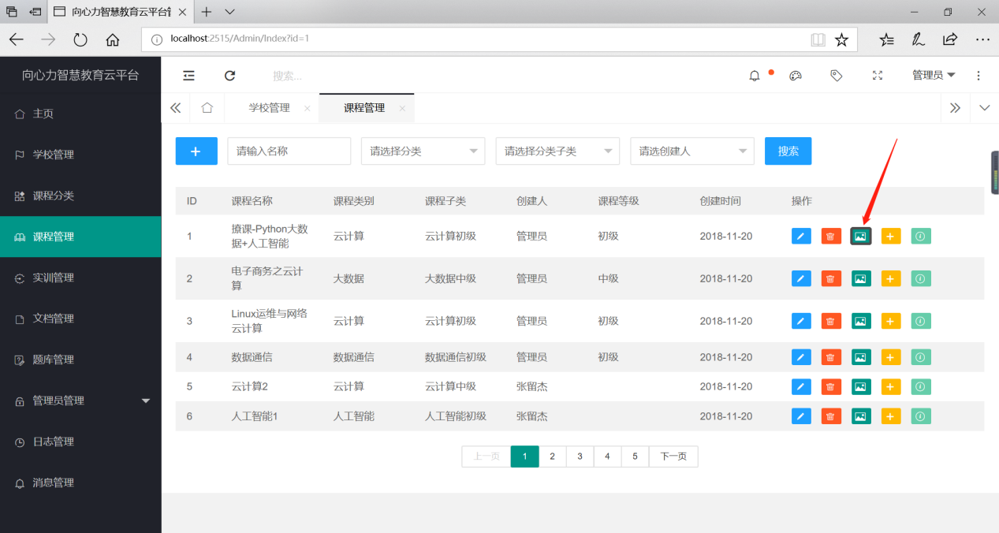 向心力智慧教育云平台管
localhost:2515/Admin/Index?id=1
向心力智慧教育云平台
搜索...
管理员
主页
学校管理
课程分类
课程管理
实训管理
文档管理
题库管理
管理员管理
日志管理
消息管理
学校管理
课程管理
请输入名称
请选择分类
请选择分类子类
请选创建人
搜索
ID 课程名称 课程类别 课程子类 创建人 课程等级 创建时间 操作
1 撩课-Python大数据+人工智能 云计算 云计算初级 管理员 初级 2018-11-20
2 电子商务之云计算 大数据 大数据中级 管理员 中级 2018-11-20
3 Linux运维与网络云计算 云计算 云计算初级 管理员 初级 2018-11-20
4 数据通信 数据通信 数据通信初级 管理员 初级 2018-11-20
5 云计算2 云计算 云计算中级 张留杰 2018-11-20
6 人工智能1 人工智能 人工智能初级 张留杰 2018-11-20
上一页 1 2 3 4 5 下一页